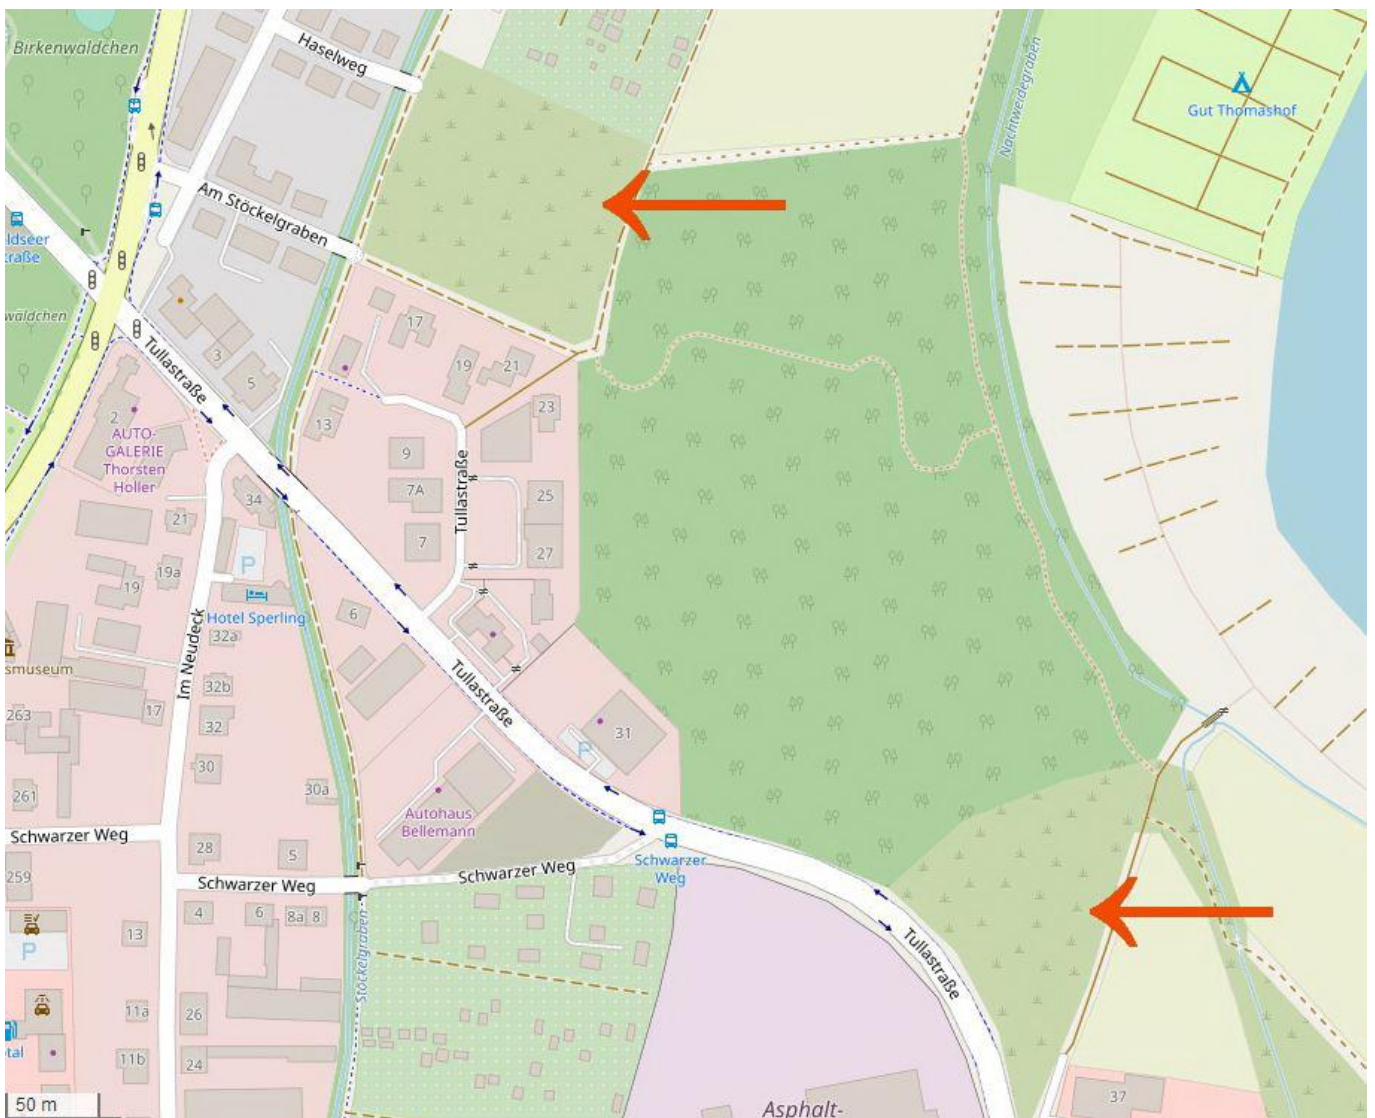 Birkenwäldchen
Haselweg
Nachtweidegraben
Gut Thomashof
Am Stöckelgraben
ldseer
traße
wäldchen
Tullastraße
17
3
5
19
21
2
13
23
AUTO-
GALERIE
Thorsten
Holler
9
7A
Tullastraße
34
25
21
P
7
27
19a
19
Hotel Sperling
6
32a
smuseum
Im Neudeck
32b
Tullastraße
263
17
32
31
P
30
30a
261
Autohaus
Bellemann
Schwarzer Weg
28
5
Schwarzer Weg
Schwarzer
Weg
259
Schwarzer Weg
4
6
8a
8
P
13
Stöckelgraben
Tullastraße
11a
26
tal
11b
24
37
50 m
Asphalt-